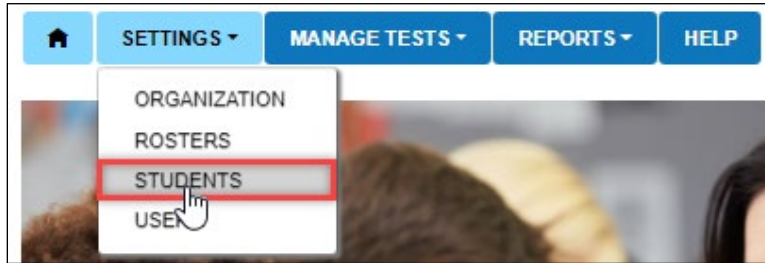 SETTINGS MANAGE TESTS REPORTS HELP
ORGANIZATION
ROSTERS
STUDENTS